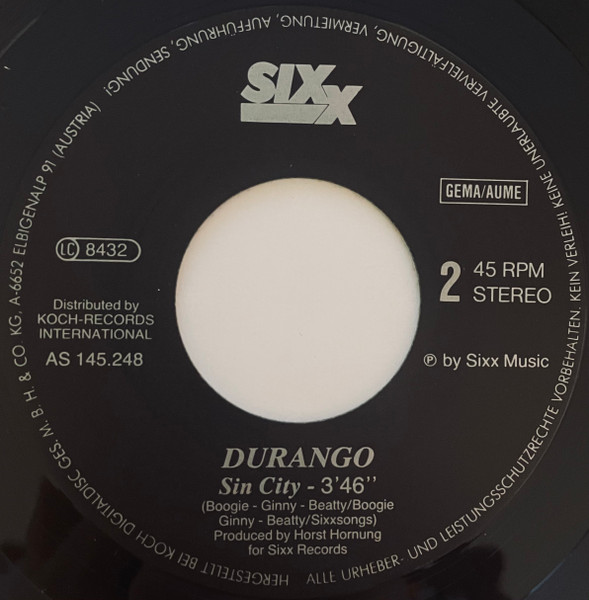 SIXX
GEMA/AUME
LC 8432
2 45 RPM
STEREO
Distributed by
KOCH-RECORDS
INTERNATIONAL
AS 145.248
℗ by Sixx Music
DURANGO
Sin City - 3'46''
(Boogie - Ginny - Beatty/Boogie
Ginny - Beatty/Sixxsongs)
Produced by Horst Hornung
for Sixx Records
HERGESTELLT BEI KOCH DIGITALDISC GES. M. B. H. & CO. KG, A-6652 ELBIGENALP 91 (AUSTRIA)
ALLE URHEBER- UND LEISTUNGSSCHUTZRECHTE VORBEHALTEN. KEIN VERLEIH! KEINE UNERLAUBTE VERVIELFÄLTIGUNG, VERMIETUNG, AUFFÜHRUNG, SENDUNG!